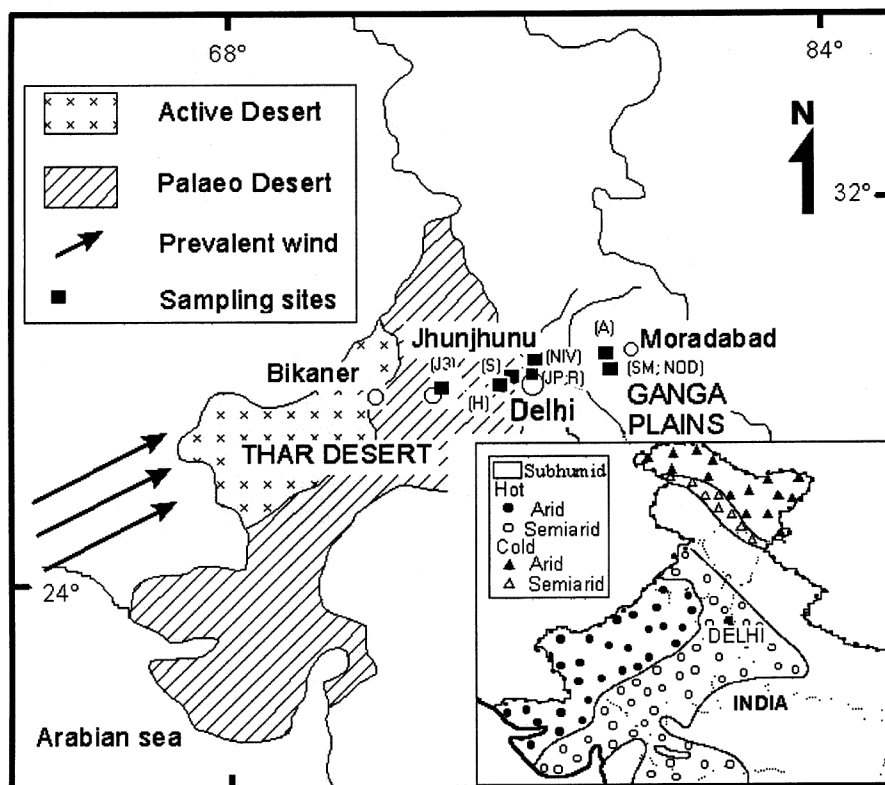 68°
84°
Active Desert
Palaeo Desert
Prevalent wind
Sampling sites
N
32°
Jhunjhunu
(J3)
(S)
(H)
(NIV)
(JP;R)
Delhi
(A)
Moradabad
(SM; NOD)
GANGA
PLAINS
Bikaner
THAR DESERT
24°
Arabian sea
Subhumid
Hot
Arid
Semiarid
Cold
Arid
Semiarid
DELHI
INDIA